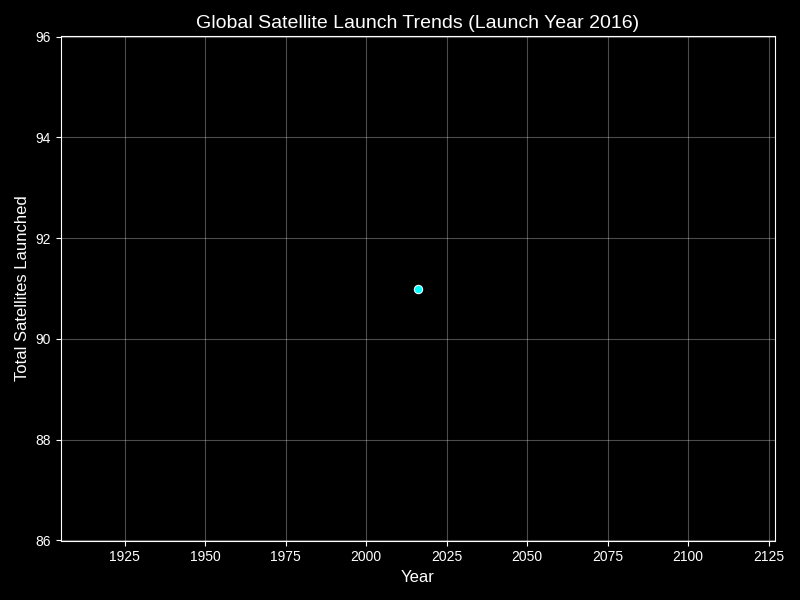 Global Satellite Launch Trends (Launch Year 2016)
96
94
92
90
88
86
Total Satellites Launched
1925 1950 1975 2000 2025 2050 2075 2100 2125
Year